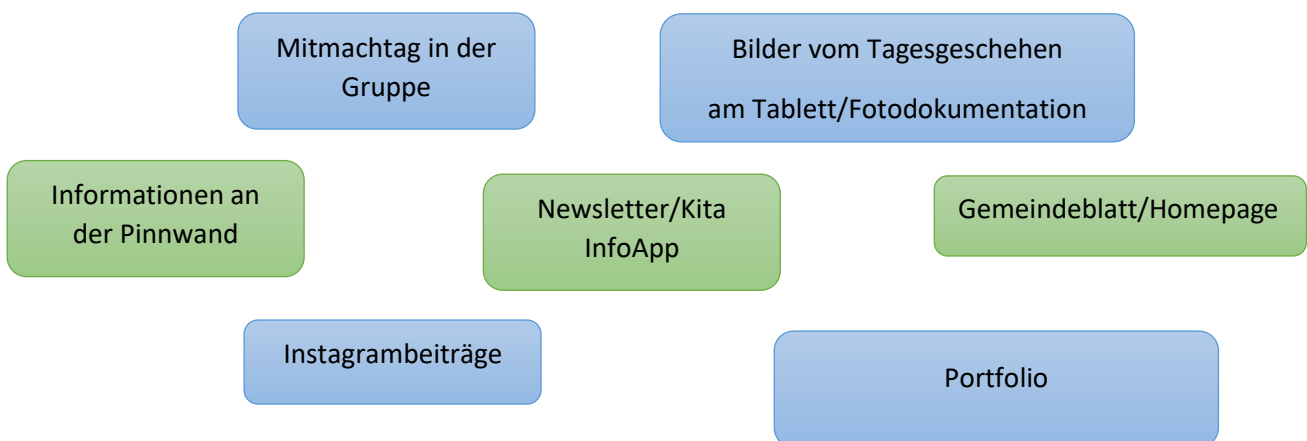 Mitmachtag in der
Gruppe
Bilder vom Tagesgeschehen
am Tablett/Fotodokumentation
Informationen an
der Pinnwand
Newsletter/Kita
InfoApp
Gemeindeblatt/Homepage
Instagrambeiträge
Portfolio